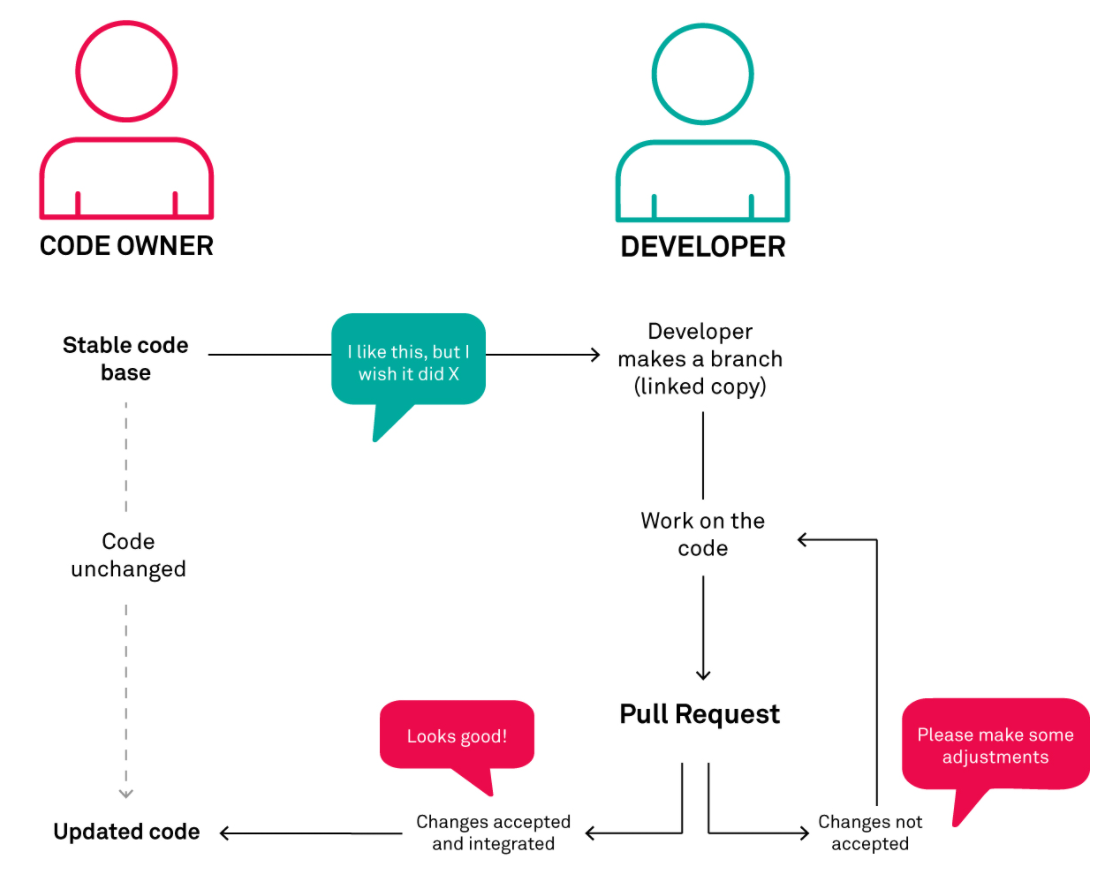 CODE OWNER
DEVELOPER
Stable code
base
I like this, but I
wish it did X
Developer
makes a branch
(linked copy)
Code
unchanged
Work on the
code
Pull Request
Looks good!
Please make some
adjustments
Updated code
Changes accepted
and integrated
Changes not
accepted